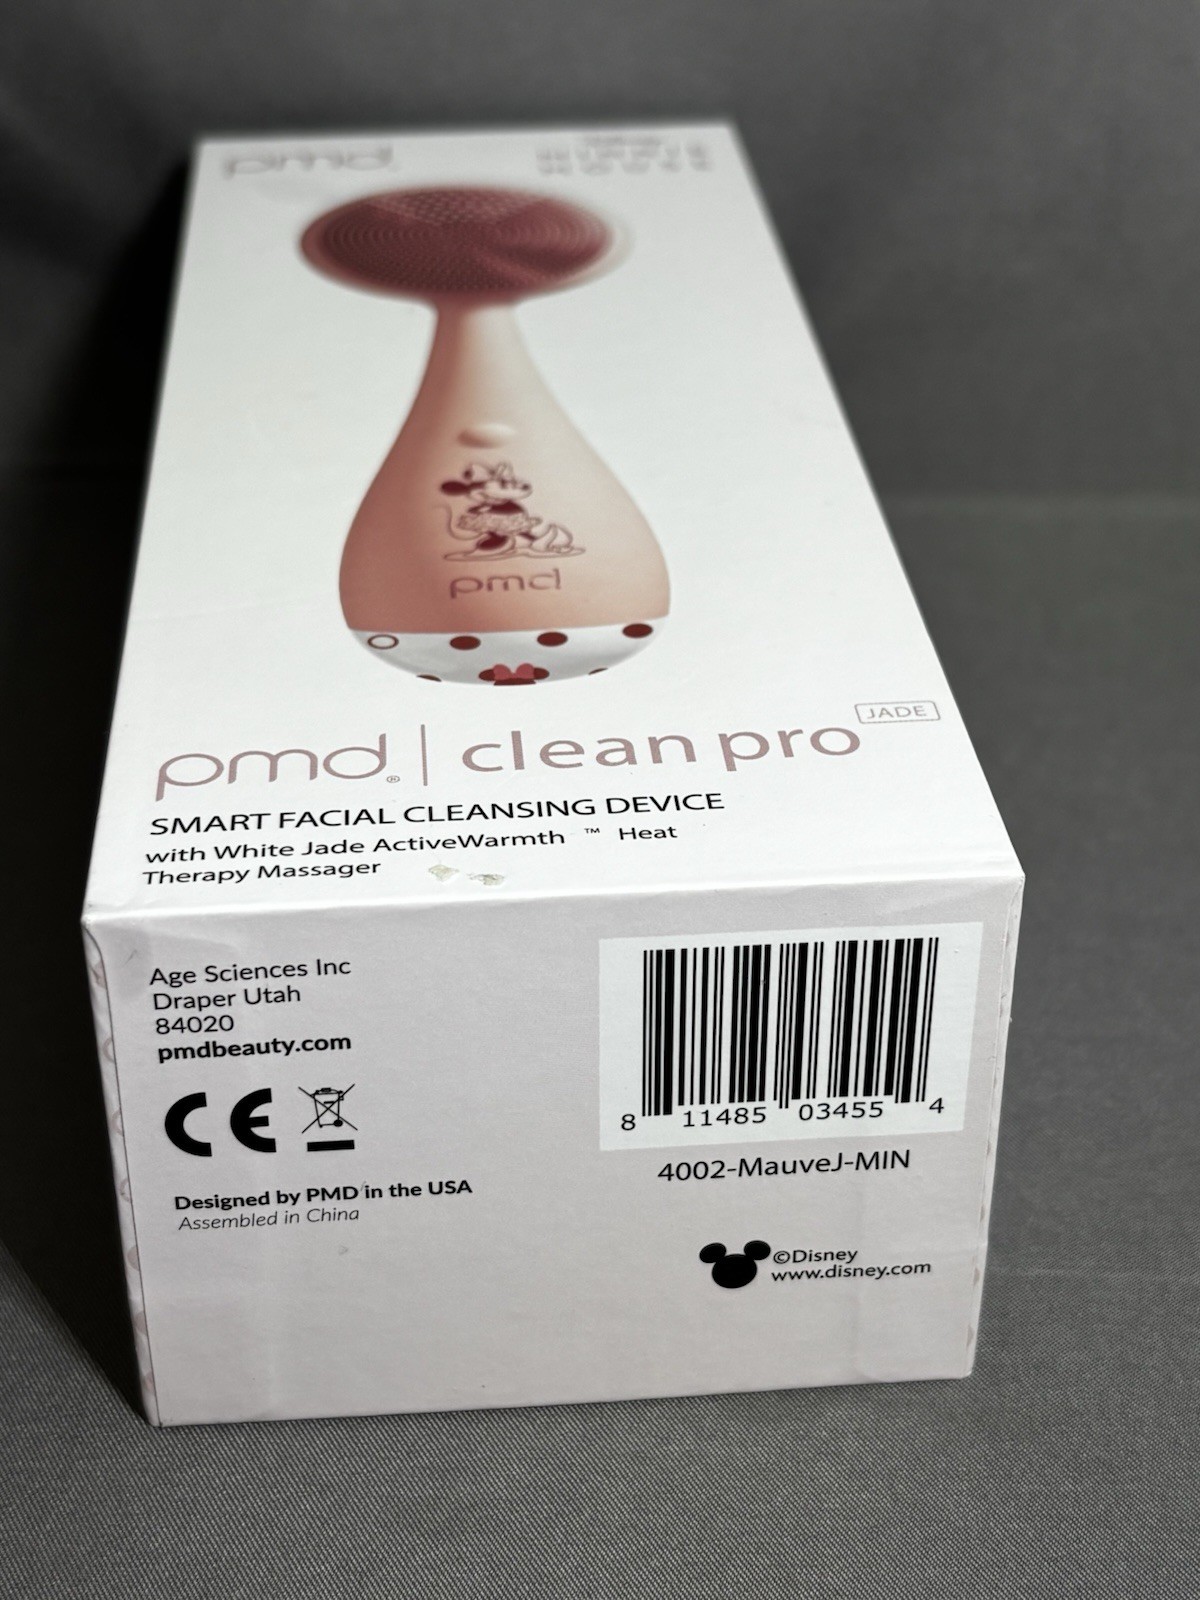 pmd
MINNIE
MOUSE
pmd
pmd® | clean pro JADE
SMART FACIAL CLEANSING DEVICE
with White Jade ActiveWarmth ™ Heat
Therapy Massager
Age Sciences Inc
Draper Utah
84020
pmdbeauty.com
CE
Designed by PMD in the USA
Assembled in China
8 11485 03455 4
4002-MauveJ-MIN
©Disney
www.disney.com